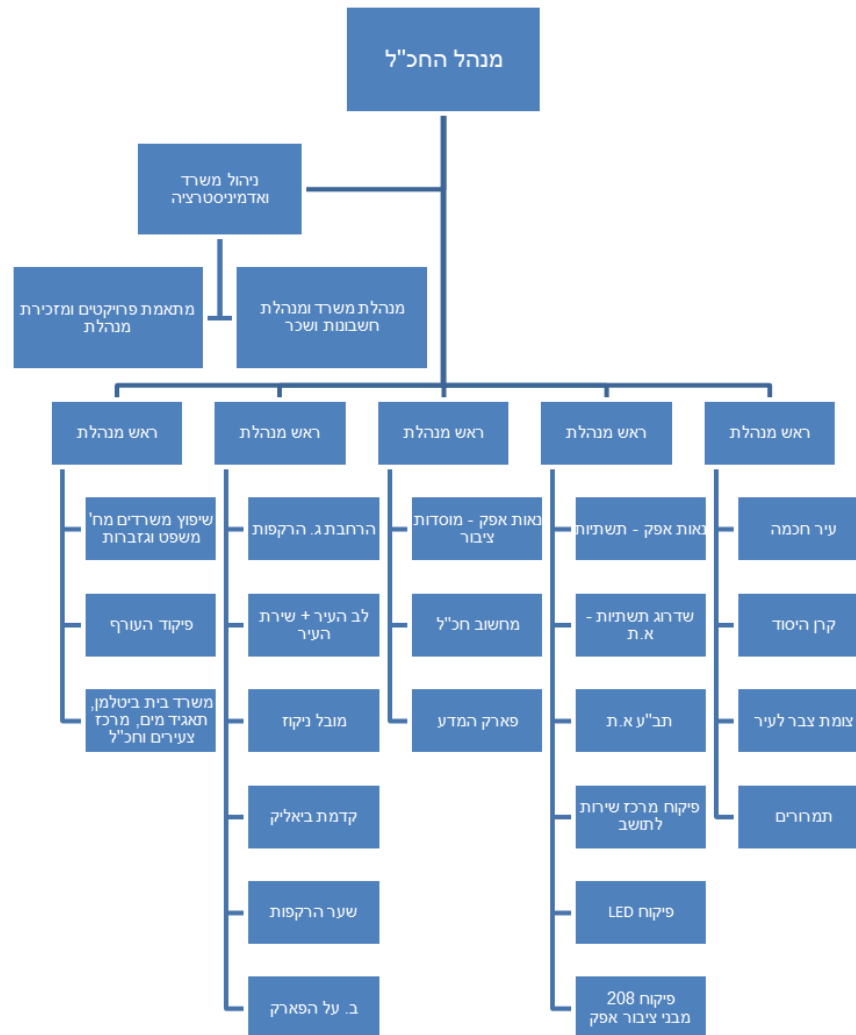 מנהל החכ"ל
ניהול משרד
ואדמיניסטרציה
מנהלת משרד ומנהלת
חשבונות ושכר
מתאמת פרויקטים ומזכירת
מנהלת
ראש מנהלת
עיר חכמה
קרן היסוד
צומת צבר לעיר
תמרורים
ראש מנהלת
נאות אפק - תשתיות
שדרוג תשתיות -
א.ת
תב"ע א.ת
פיקוח מרכז שירות
לתושב
פיקוח LED
פיקוח 208
מבני ציבור אפק
ראש מנהלת
נאות אפק - מוסדות
ציבור
מחשוב חכ"ל
פארק המדע
ראש מנהלת
הרחבת ג. הרקפות
לב העיר + שירת
העיר
מובל ניקוז
קדמת ביאליק
שער הרקפות
ב. על הפארק
ראש מנהלת
שיפוץ משרדים מח'
משפט וגזברות
פיקוד העורף
משרד בית ביטלמן,
תאגיד מים, מרכז
צעירים וחכ"ל